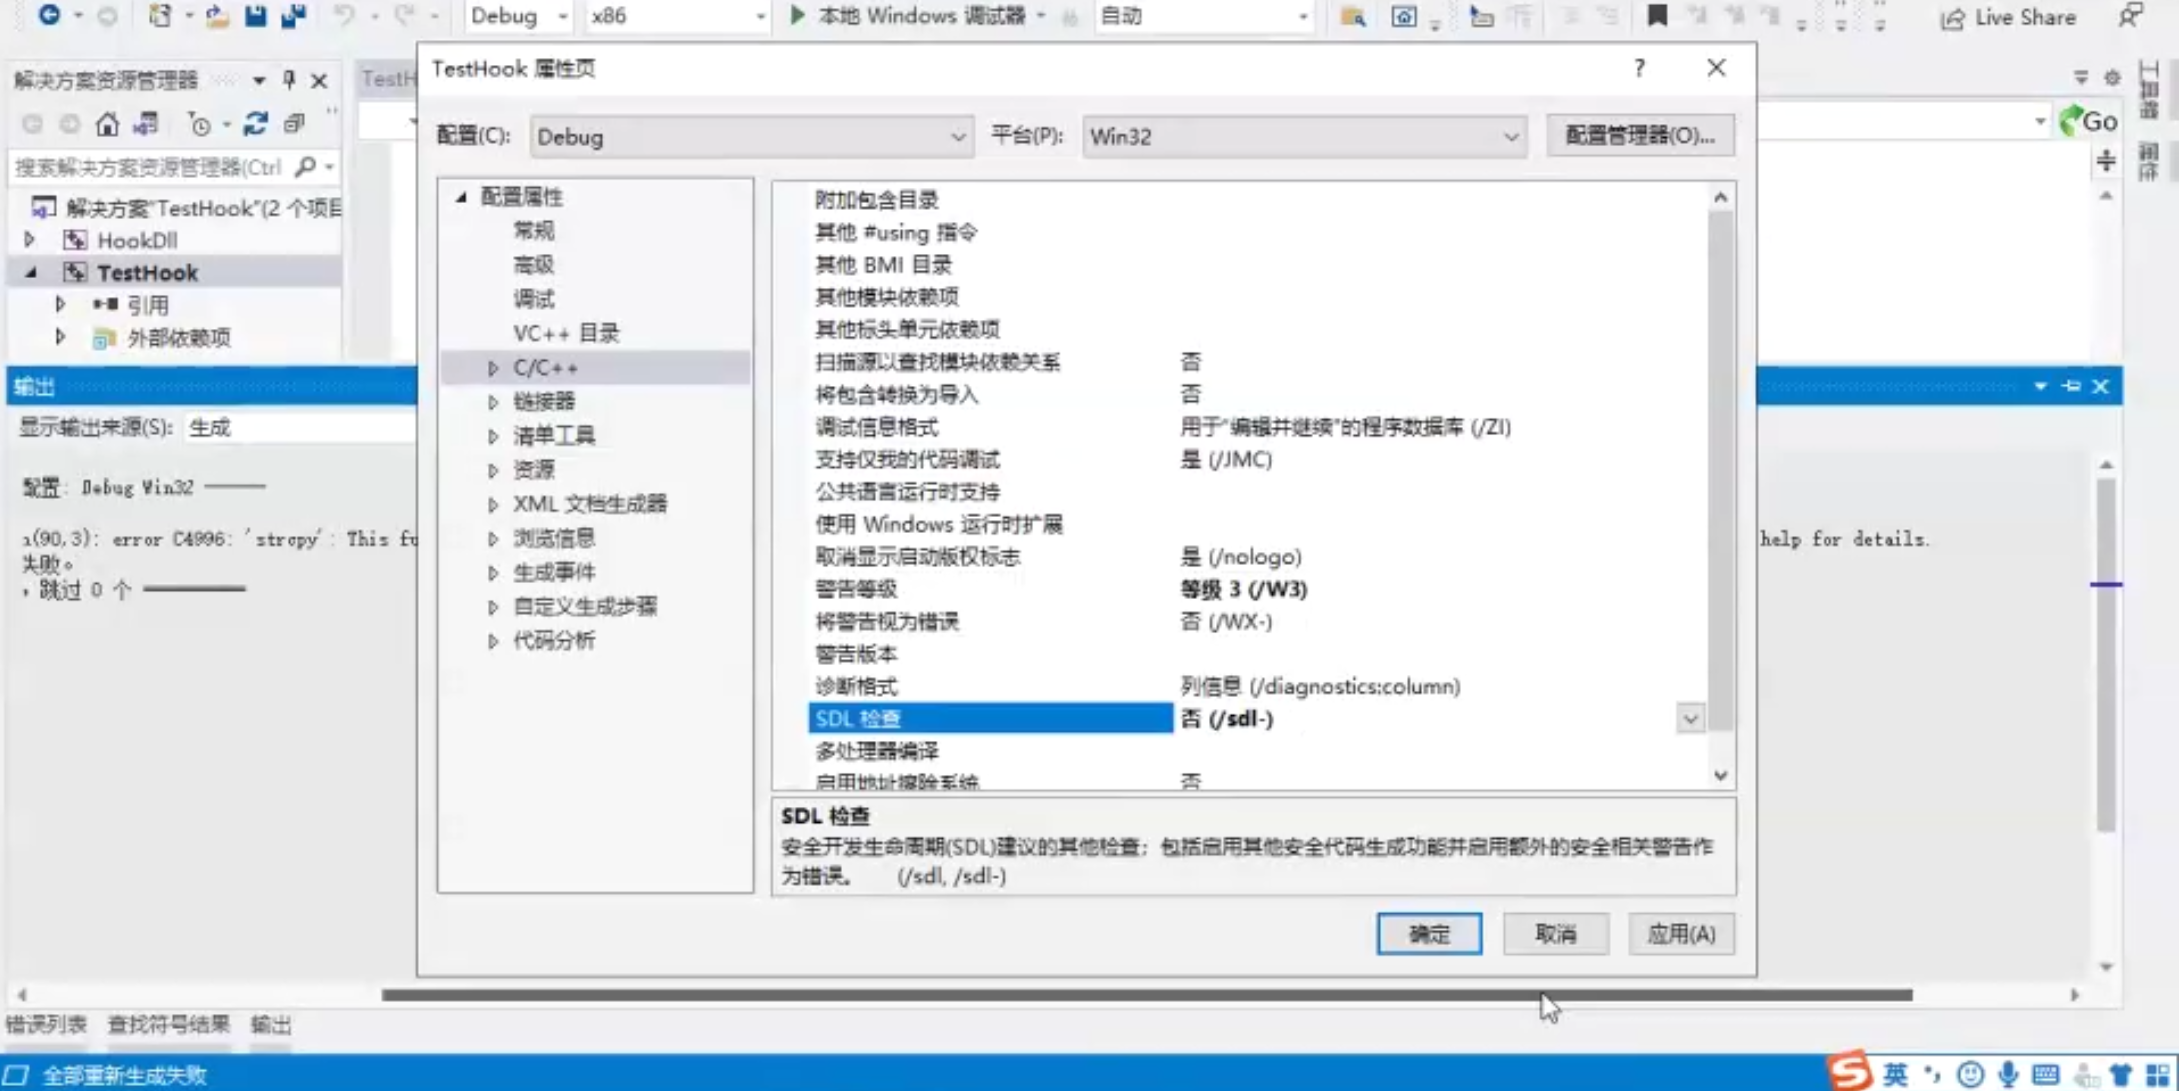 Debug x86 本地 Windows 调试器 自动 Live Share
解决方案资源管理器
TestH
TestHook 属性页
? 
配置(C): Debug 平台(P): Win32 配置管理器(O)...
Go
搜索解决方案资源管理器(Ctrl
解决方案"TestHook"(2 个项目
HookDll
TestHook
引用
外部依赖项
配置属性
常规
高级
调试
VC++ 目录
C/C++
链接器
清单工具
资源
XML 文档生成器
浏览信息
生成事件
自定义生成步骤
代码分析
附加包含目录
其他 #using 指令
其他 BMI 目录
其他模块依赖项
其他标头单元依赖项
扫描源以查找模块依赖关系 否
将包含转换为导入 否
调试信息格式 用于"编辑并继续"的程序数据库 (/ZI)
支持仅我的代码调试 是 (/JMC)
公共语言运行时支持
使用 Windows 运行时扩展
取消显示启动版权标志 是 (/nologo)
警告等级 等级 3 (/W3)
将警告视为错误 否 (/WX-)
警告版本
诊断格式 列信息 (/diagnostics:column)
SDL 检查 否 (/sdl-)
多处理器编译
启用地址擦除系统 否
SDL 检查
安全开发生命周期(SDL)建议的其他检查；包括启用其他安全代码生成功能并启用额外的安全相关警告作
为错误。 (/sdl, /sdl-)
确定 取消 应用(A)
输出
显示输出来源(S): 生成
配置: Debug Win32
ı(90,3): error C4996: 'strcpy': This fu
help for details.
失败。
，跳过 0 个
错误列表 查找符号结果 输出
全部重新生成失败
英